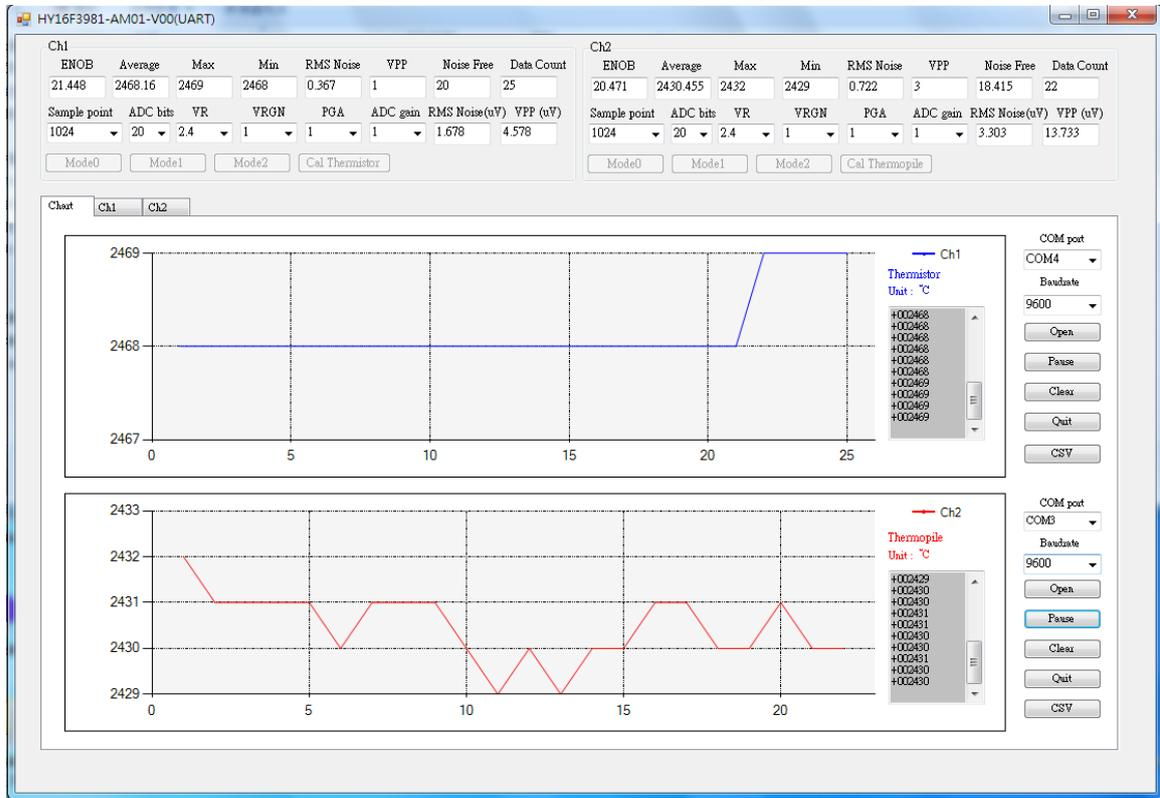 HY16F3981-AM01-V00(UART)
Ch1
ENOB Average Max Min RMS Noise VPP Noise Free Data Count
21.448 2468.16 2469 2468 0.367 1 20 25
Sample point ADC bits VR VRGN PGA ADC gain RMS Noise(uV) VPP (uV)
1024 20 2.4 1 1 1 1.678 4.578
Mode0 Mode1 Mode2 Cal Thermistor
Ch2
ENOB Average Max Min RMS Noise VPP Noise Free Data Count
20.471 2430.455 2432 2429 0.722 3 18.415 22
Sample point ADC bits VR VRGN PGA ADC gain RMS Noise(uV) VPP (uV)
1024 20 2.4 1 1 1 3.303 13.733
Mode0 Mode1 Mode2 Cal Thermopile
Chart Ch1 Ch2
2469
2468
2467
0 5 10 15 20 25
Ch1
Thermistor
Unit : ℃
+002468
+002468
+002468
+002468
+002468
+002468
+002469
+002469
+002469
+002469
COM port
COM4
Baudrate
9600
Open
Pause
Clear
Quit
CSV
2433
2432
2431
2430
2429
0 5 10 15 20
Ch2
Thermopile
Unit : ℃
+002429
+002430
+002430
+002431
+002431
+002430
+002430
+002431
+002430
+002430
COM port
COM3
Baudrate
9600
Open
Pause
Clear
Quit
CSV